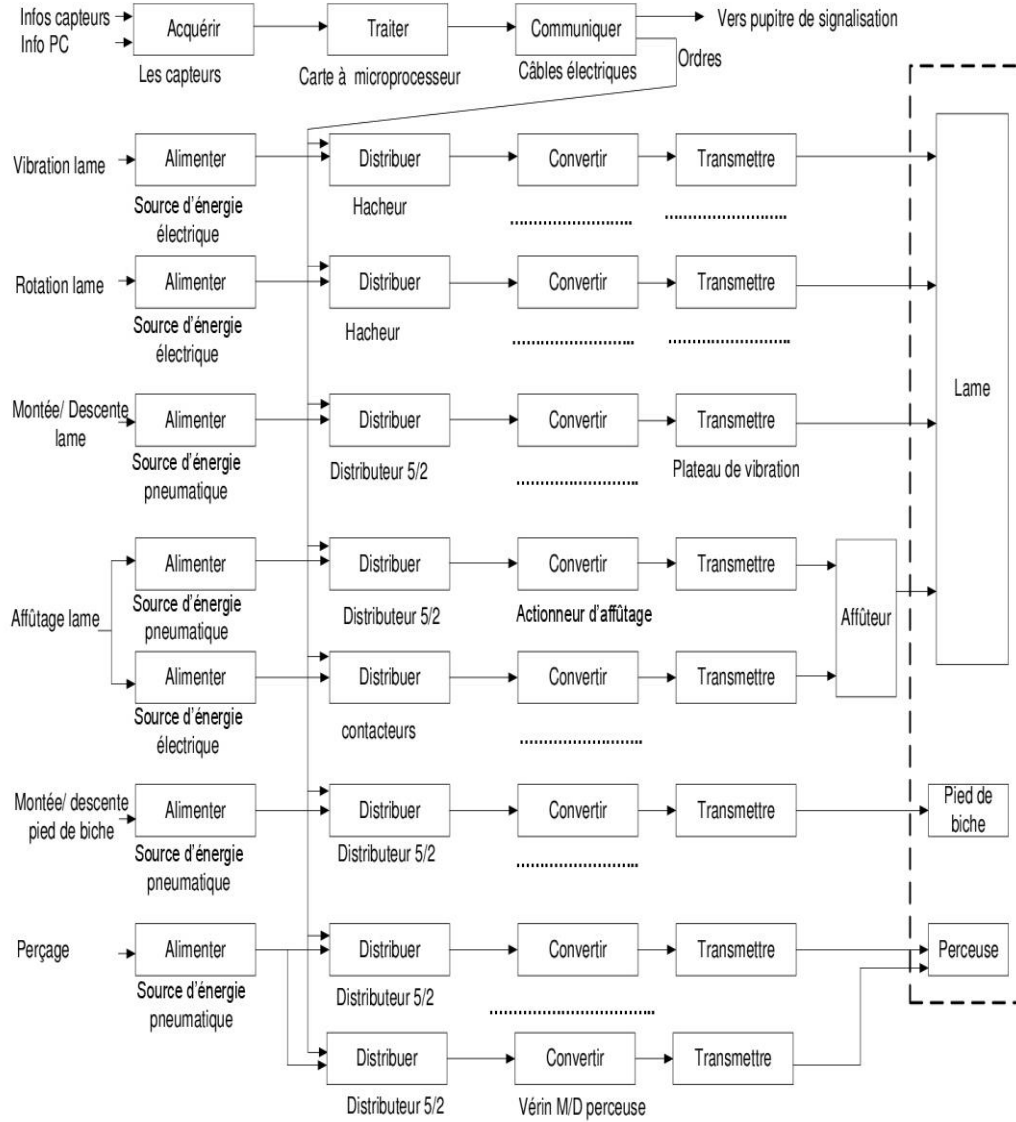 Infos capteurs
Info PC
Acquérir
Traiter
Communiquer
Vers pupitre de signalisation
Ordres
Les capteurs
Carte à microprocesseur
Câbles électriques
Vibration lame
Alimenter
Distribuer
Convertir
Transmettre
Source d'énergie
électrique
Hacheur
Rotation lame
Alimenter
Distribuer
Convertir
Transmettre
Source d'énergie
électrique
Hacheur
Lame
Montée/ Descente
lame
Alimenter
Distribuer
Convertir
Transmettre
Source d'énergie
pneumatique
Distributeur 5/2
Plateau de vibration
Affûtage lame
Alimenter
Distribuer
Convertir
Transmettre
Source d'énergie
pneumatique
Distributeur 5/2
Actionneur d'affûtage
Affûteur
Alimenter
Distribuer
Convertir
Transmettre
Source d'énergie
électrique
contacteurs
Montée/ descente
pied de biche
Alimenter
Distribuer
Convertir
Transmettre
Pied de
biche
Source d'énergie
pneumatique
Distributeur 5/2
Perçage
Alimenter
Distribuer
Convertir
Transmettre
Perceuse
Source d'énergie
pneumatique
Distributeur 5/2
Distribuer
Convertir
Transmettre
Distributeur 5/2
Vérin M/D perceuse